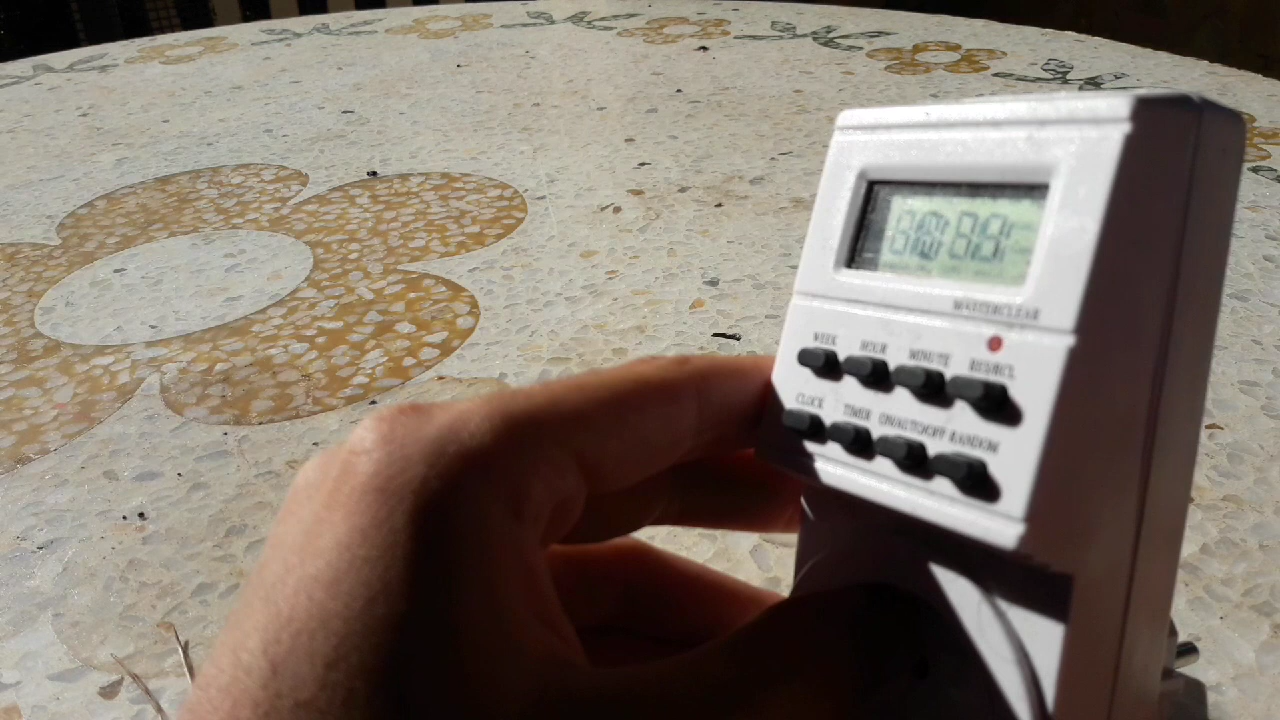 MASTERCLEAR
WEEK HOUR MINUTE RES/RCL
CLOCK TIMER ON/AUTO/OFF RANDOM